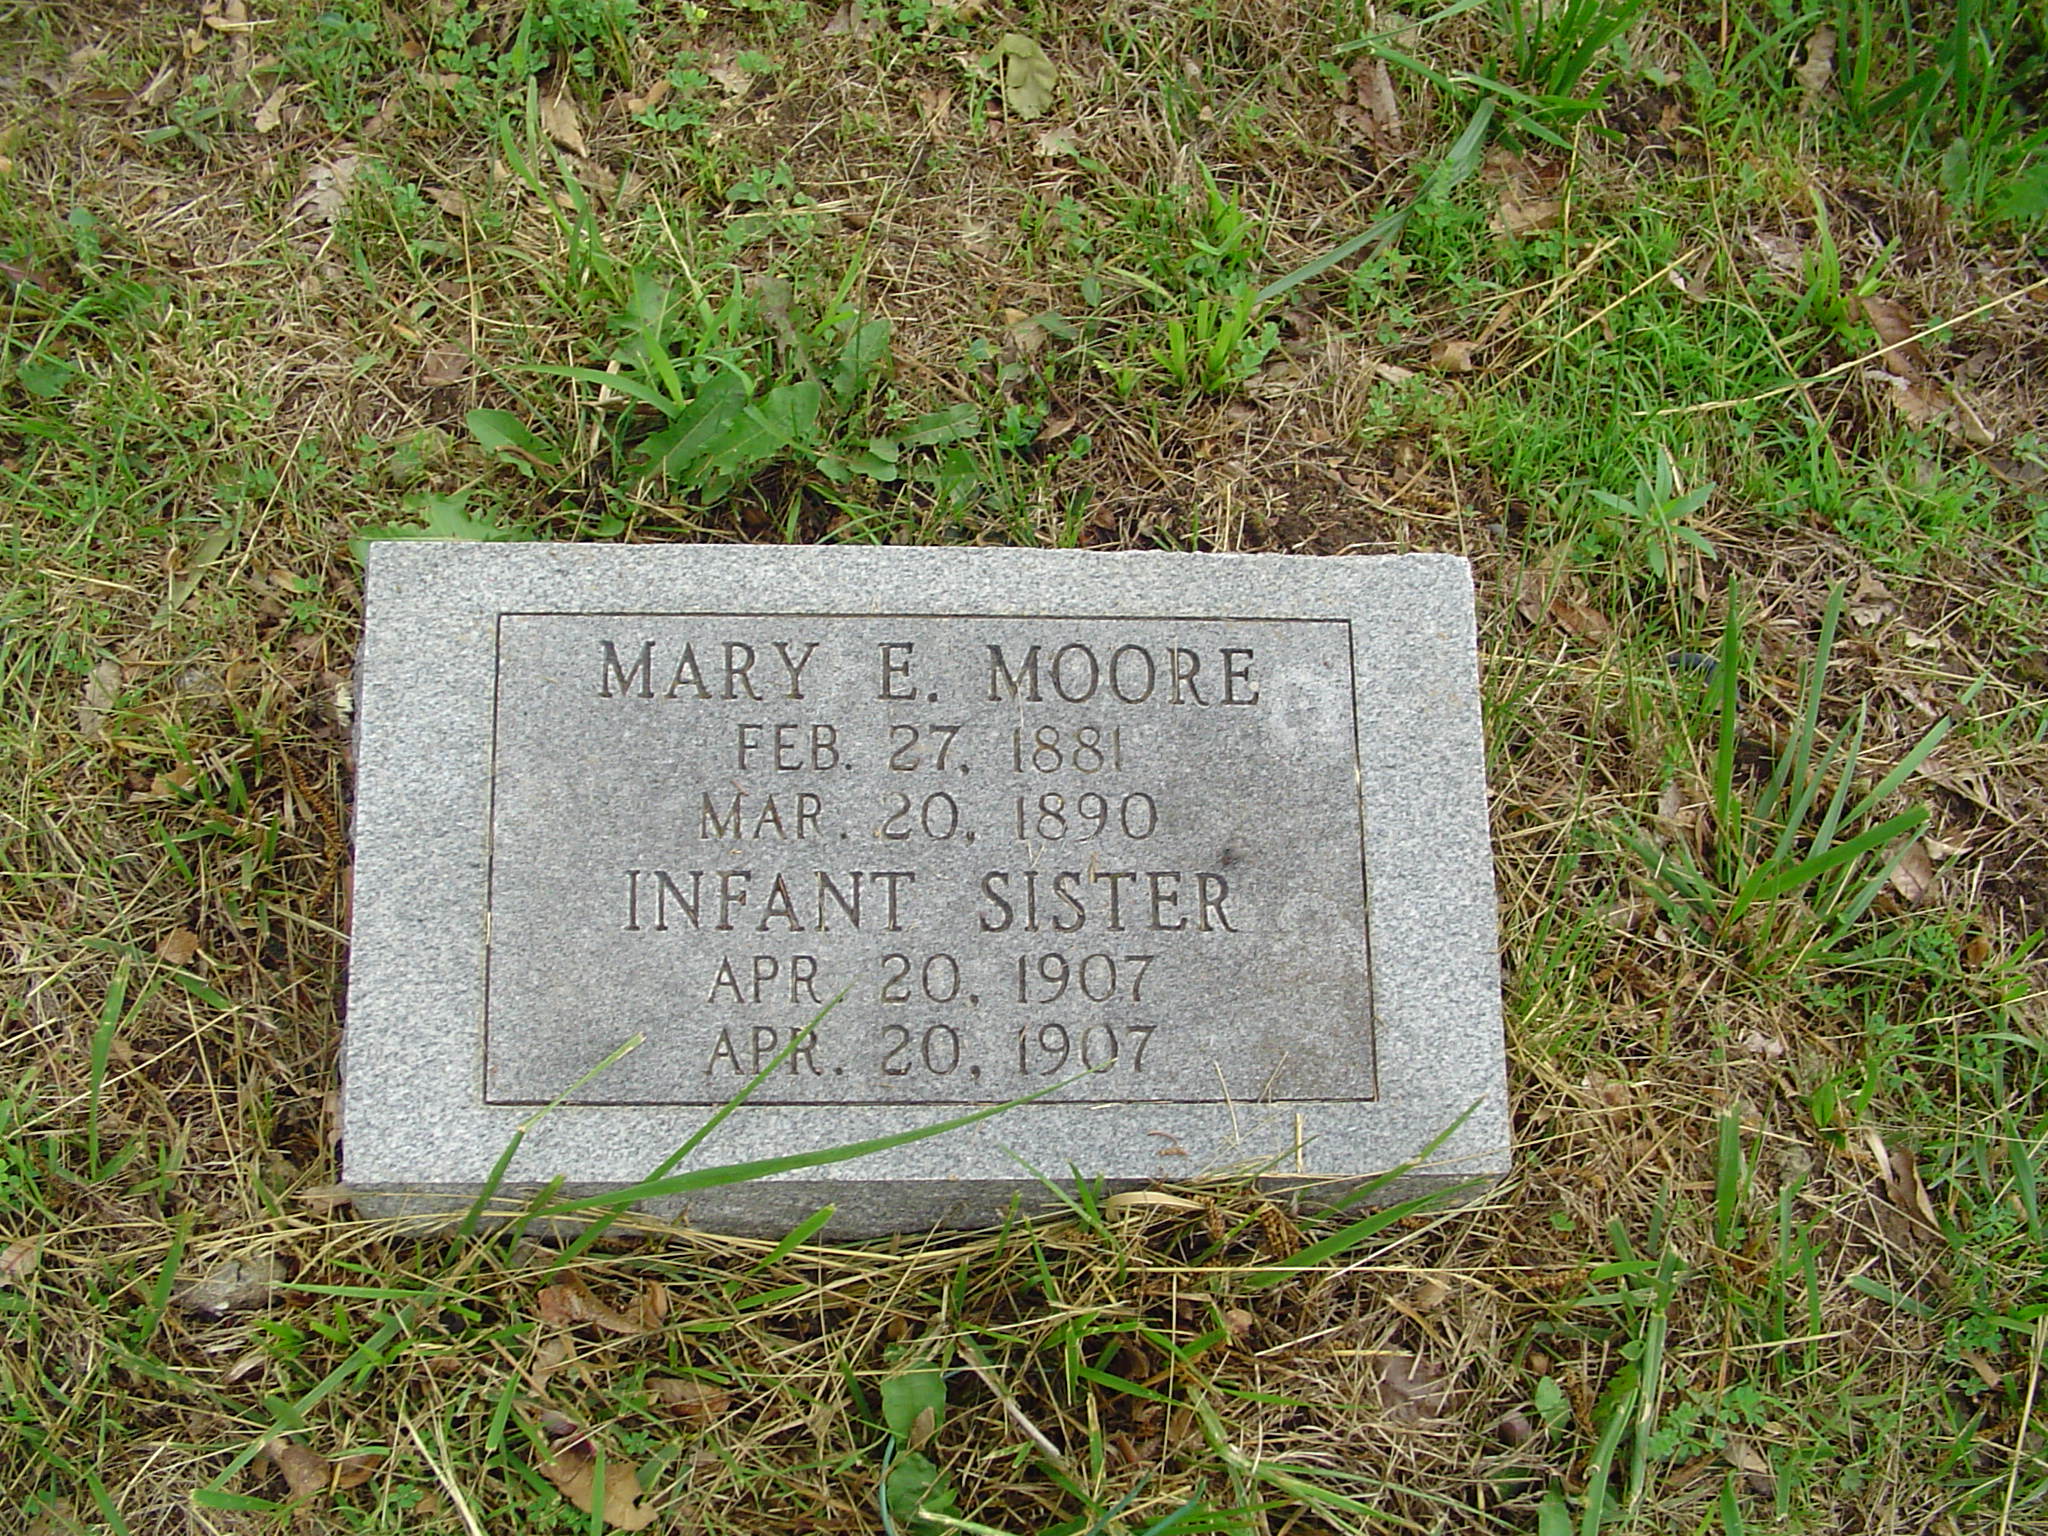 MARY E. MOORE
FEB. 27, 1881
MAR. 20, 1890
INFANT SISTER
APR. 20, 1907
APR. 20, 1907